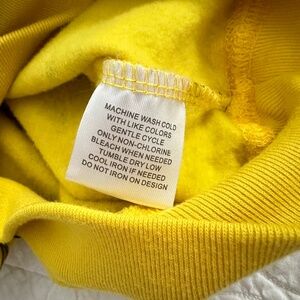 MACHINE WASH COLD
WITH LIKE COLORS
GENTLE CYCLE
ONLY NON-CHLORINE
BLEACH WHEN NEEDED
TUMBLE DRY LOW
COOL IRON IF NEEDED
DO NOT IRON ON DESIGN